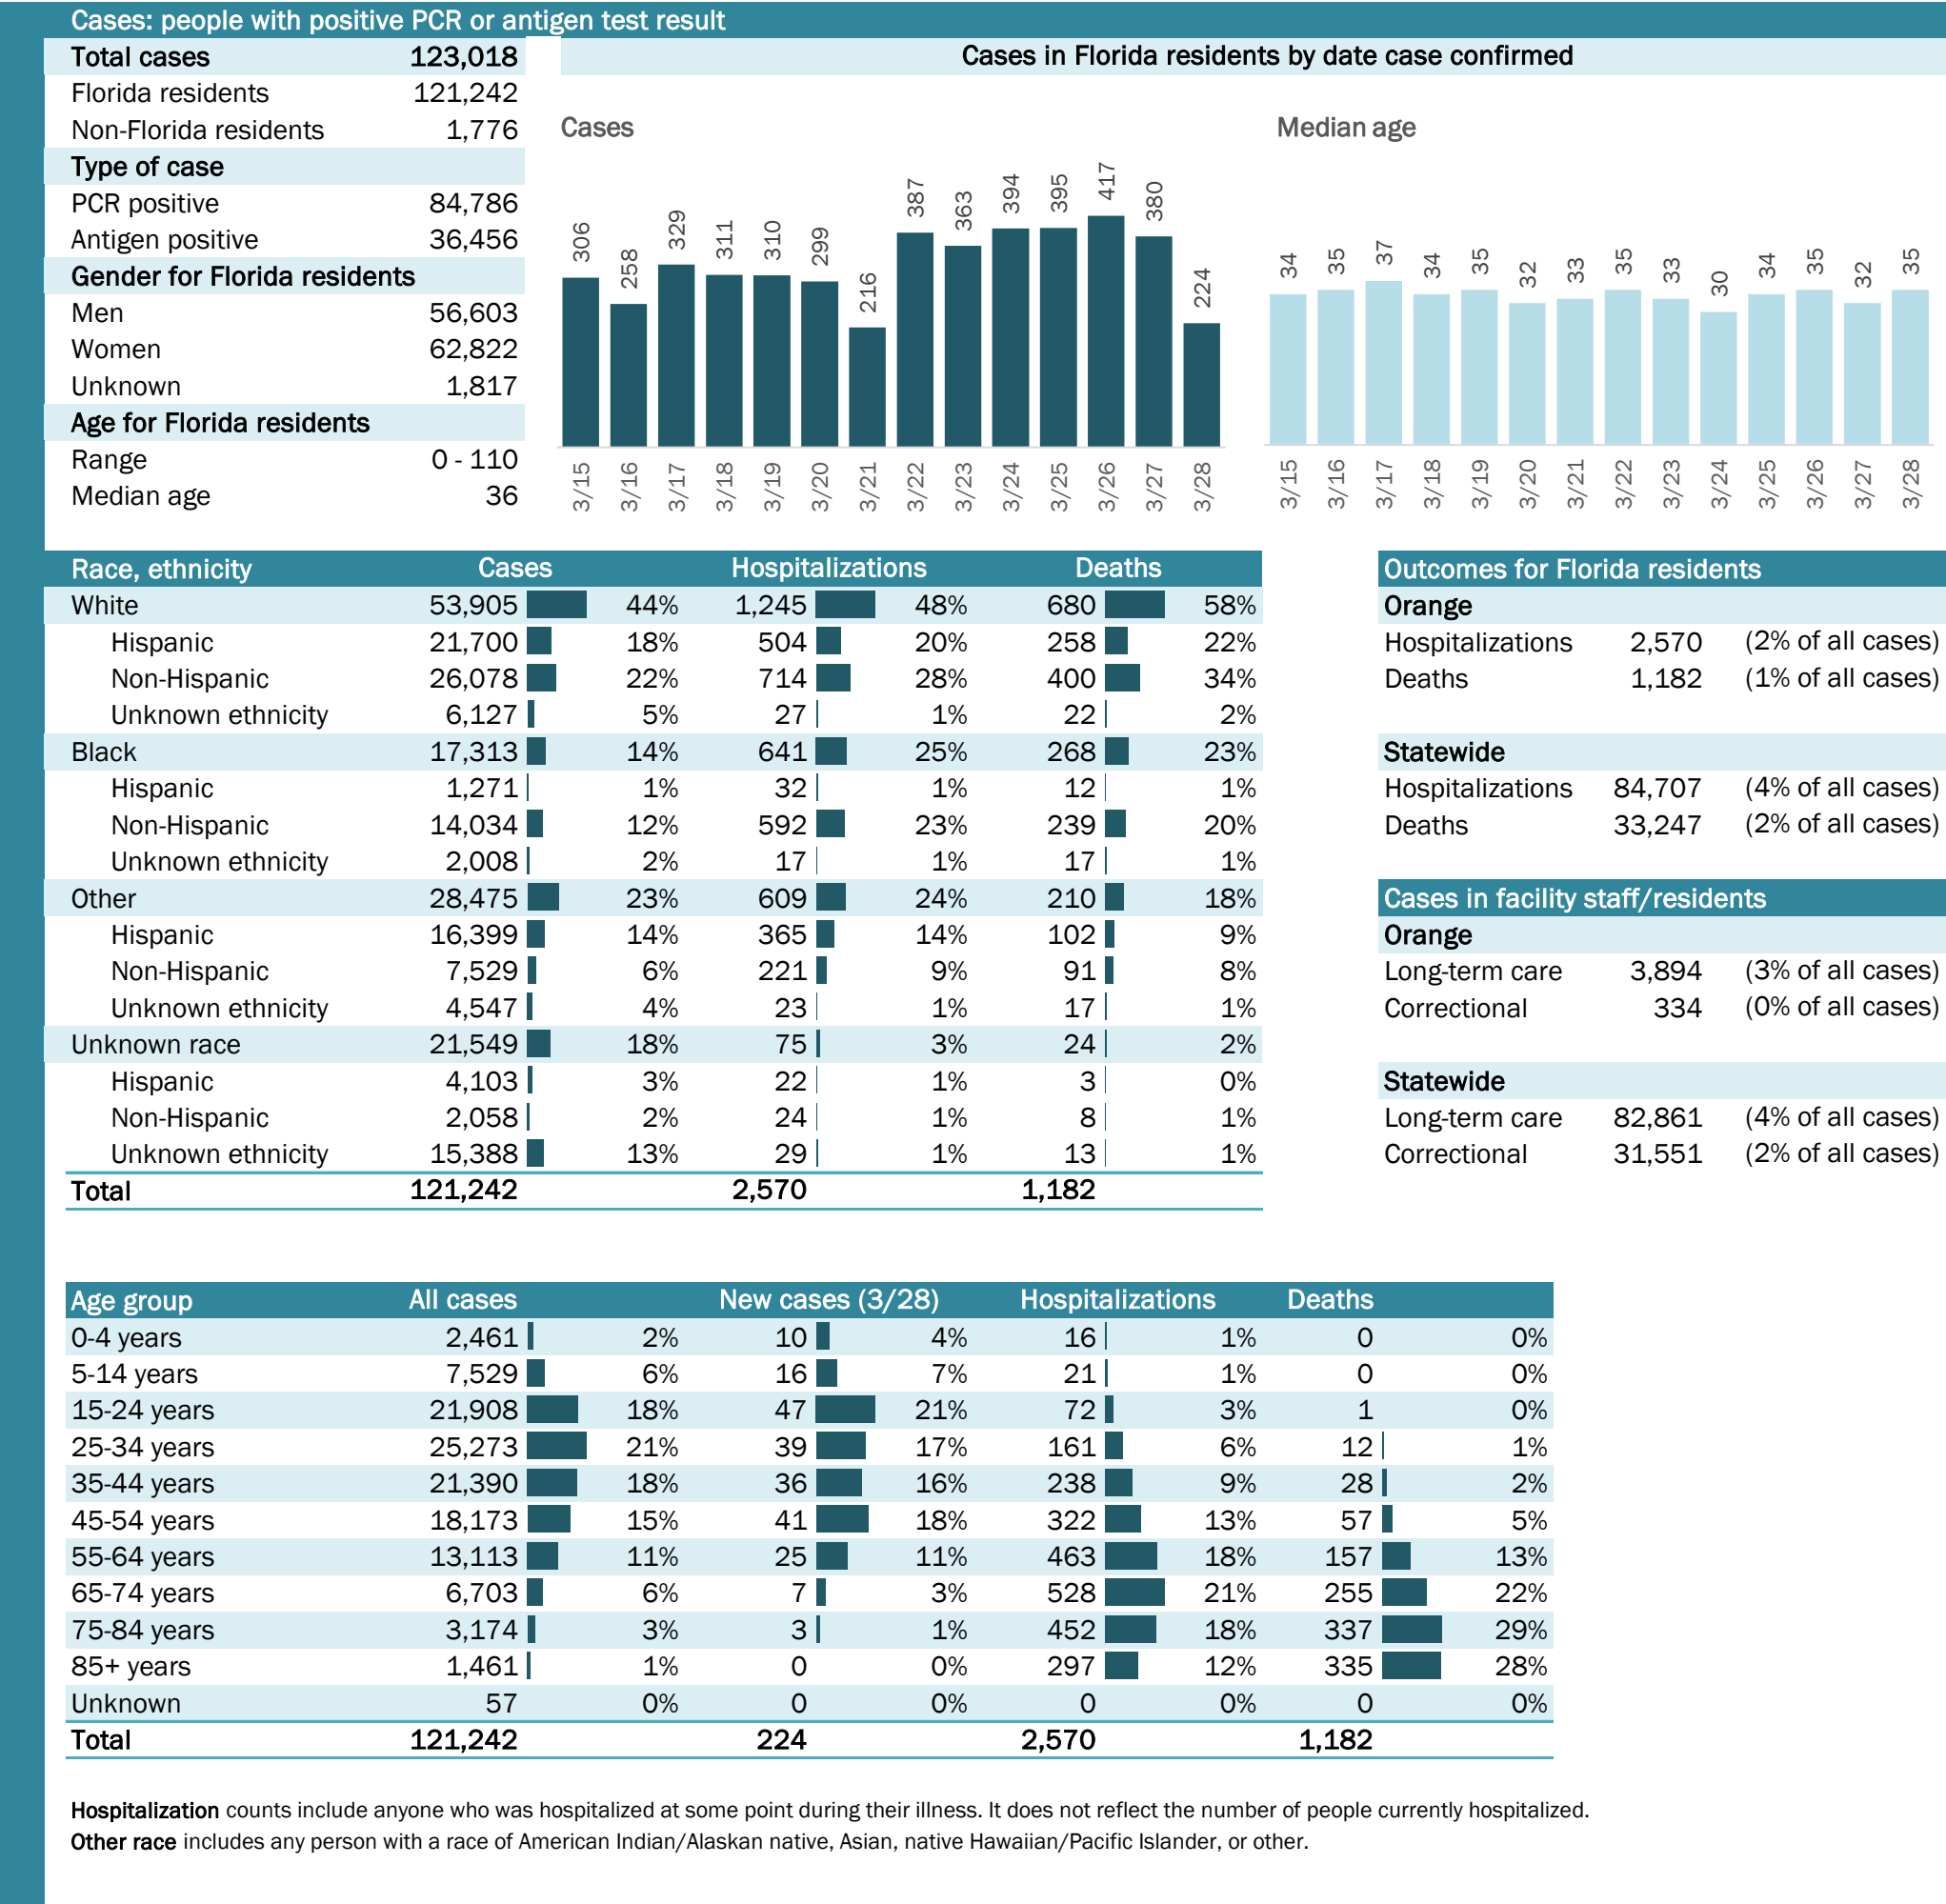 Cases: people with positive PCR or antigen test result
Total cases 123,018
Florida residents 121,242
Non-Florida residents 1,776
Type of case
PCR positive 84,786
Antigen positive 36,456
Gender for Florida residents
Men 56,603
Women 62,822
Unknown 1,817
Age for Florida residents
Range 0 - 110
Median age 36
Cases in Florida residents by date case confirmed
Cases
306 258 329 311 310 299 216 387 363 394 395 417 380 224
3/15 3/16 3/17 3/18 3/19 3/20 3/21 3/22 3/23 3/24 3/25 3/26 3/27 3/28
Median age
34 35 37 34 35 32 33 35 33 30 34 35 32 35
3/15 3/16 3/17 3/18 3/19 3/20 3/21 3/22 3/23 3/24 3/25 3/26 3/27 3/28
Race, ethnicity Cases Hospitalizations Deaths
White 53,905 44% 1,245 48% 680 58%
Hispanic 21,700 18% 504 20% 258 22%
Non-Hispanic 26,078 22% 714 28% 400 34%
Unknown ethnicity 6,127 5% 27 1% 22 2%
Black 17,313 14% 641 25% 268 23%
Hispanic 1,271 1% 32 1% 12 1%
Non-Hispanic 14,034 12% 592 23% 239 20%
Unknown ethnicity 2,008 2% 17 1% 17 1%
Other 28,475 23% 609 24% 210 18%
Hispanic 16,399 14% 365 14% 102 9%
Non-Hispanic 7,529 6% 221 9% 91 8%
Unknown ethnicity 4,547 4% 23 1% 17 1%
Unknown race 21,549 18% 75 3% 24 2%
Hispanic 4,103 3% 22 1% 3 0%
Non-Hispanic 2,058 2% 24 1% 8 1%
Unknown ethnicity 15,388 13% 29 1% 13 1%
Total 121,242 2,570 1,182
Outcomes for Florida residents
Orange
Hospitalizations 2,570 (2% of all cases)
Deaths 1,182 (1% of all cases)
Statewide
Hospitalizations 84,707 (4% of all cases)
Deaths 33,247 (2% of all cases)
Cases in facility staff/residents
Orange
Long-term care 3,894 (3% of all cases)
Correctional 334 (0% of all cases)
Statewide
Long-term care 82,861 (4% of all cases)
Correctional 31,551 (2% of all cases)
Age group All cases New cases (3/28) Hospitalizations Deaths
0-4 years 2,461 2% 10 4% 16 1% 0 0%
5-14 years 7,529 6% 16 7% 21 1% 0 0%
15-24 years 21,908 18% 47 21% 72 3% 1 0%
25-34 years 25,273 21% 39 17% 161 6% 12 1%
35-44 years 21,390 18% 36 16% 238 9% 28 2%
45-54 years 18,173 15% 41 18% 322 13% 57 5%
55-64 years 13,113 11% 25 11% 463 18% 157 13%
65-74 years 6,703 6% 7 3% 528 21% 255 22%
75-84 years 3,174 3% 3 1% 452 18% 337 29%
85+ years 1,461 1% 0 0% 297 12% 335 28%
Unknown 57 0% 0 0% 0 0% 0 0%
Total 121,242 224 2,570 1,182
Hospitalization counts include anyone who was hospitalized at some point during their illness. It does not reflect the number of people currently hospitalized.
Other race includes any person with a race of American Indian/Alaskan native, Asian, native Hawaiian/Pacific Islander, or other.